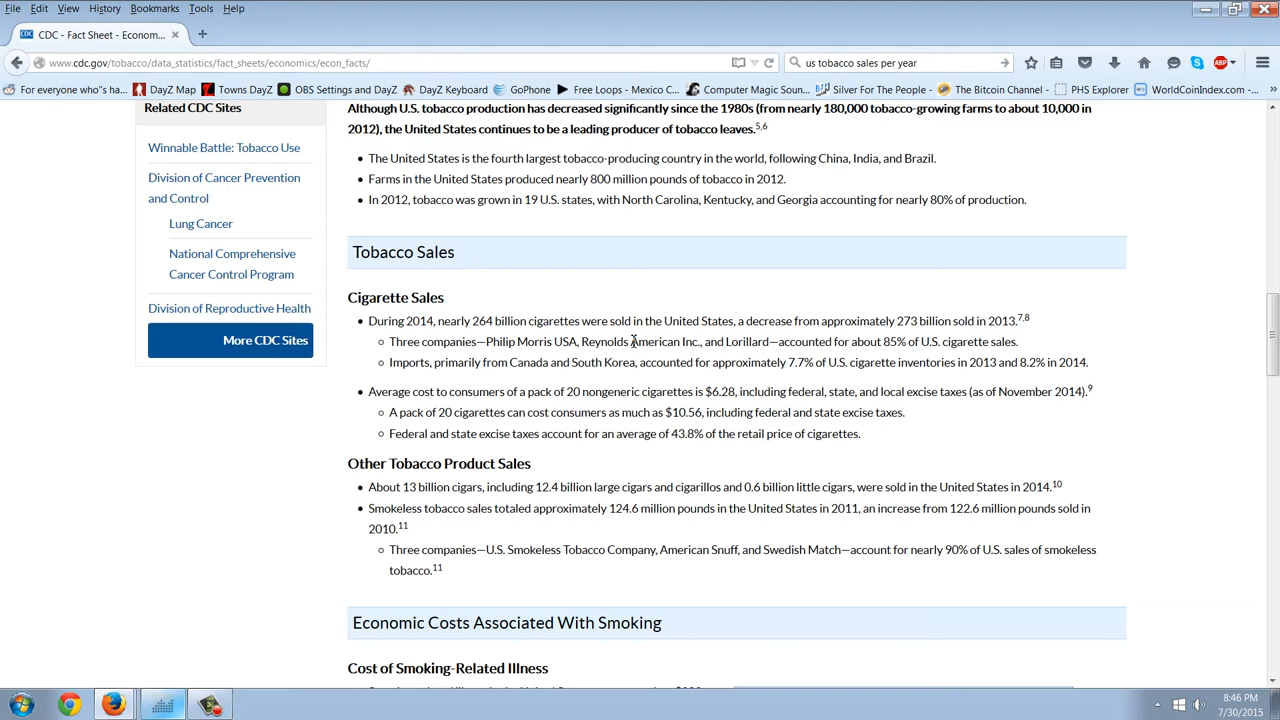 File Edit View History Bookmarks Tools Help
CDC - Fact Sheet - Econom...
www.cdc.gov/tobacco/data_statistics/fact_sheets/economics/econ_facts/
us tobacco sales per year
ABP
For everyone who"s ha... DayZ Map Towns DayZ OBS Settings and DayZ DayZ Keyboard GoPhone Free Loops - Mexico C... Computer Magic Soun... Silver For The People - ... The Bitcoin Channel - PHS Explorer WorldCoinIndex.com -...
Related CDC Sites
Winnable Battle: Tobacco Use
Division of Cancer Prevention
and Control
Lung Cancer
National Comprehensive
Cancer Control Program
Division of Reproductive Health
More CDC Sites
Although U.S. tobacco production has decreased significantly since the 1980s (from nearly 180,000 tobacco-growing farms to about 10,000 in
2012), the United States continues to be a leading producer of tobacco leaves.5,6
• The United States is the fourth largest tobacco-producing country in the world, following China, India, and Brazil.
• Farms in the United States produced nearly 800 million pounds of tobacco in 2012.
• In 2012, tobacco was grown in 19 U.S. states, with North Carolina, Kentucky, and Georgia accounting for nearly 80% of production.
Tobacco Sales
Cigarette Sales
• During 2014, nearly 264 billion cigarettes were sold in the United States, a decrease from approximately 273 billion sold in 2013.7,8
Three companies—Philip Morris USA, Reynolds American Inc., and Lorillard—accounted for about 85% of U.S. cigarette sales.
Imports, primarily from Canada and South Korea, accounted for approximately 7.7% of U.S. cigarette inventories in 2013 and 8.2% in 2014.
• Average cost to consumers of a pack of 20 nongeneric cigarettes is $6.28, including federal, state, and local excise taxes (as of November 2014).9
A pack of 20 cigarettes can cost consumers as much as $10.56, including federal and state excise taxes.
Federal and state excise taxes account for an average of 43.8% of the retail price of cigarettes.
Other Tobacco Product Sales
• About 13 billion cigars, including 12.4 billion large cigars and cigarillos and 0.6 billion little cigars, were sold in the United States in 2014.10
• Smokeless tobacco sales totaled approximately 124.6 million pounds in the United States in 2011, an increase from 122.6 million pounds sold in
2010.11
Three companies—U.S. Smokeless Tobacco Company, American Snuff, and Swedish Match—account for nearly 90% of U.S. sales of smokeless
tobacco.11
Economic Costs Associated With Smoking
Cost of Smoking-Related Illness
8:46 PM
7/30/2015